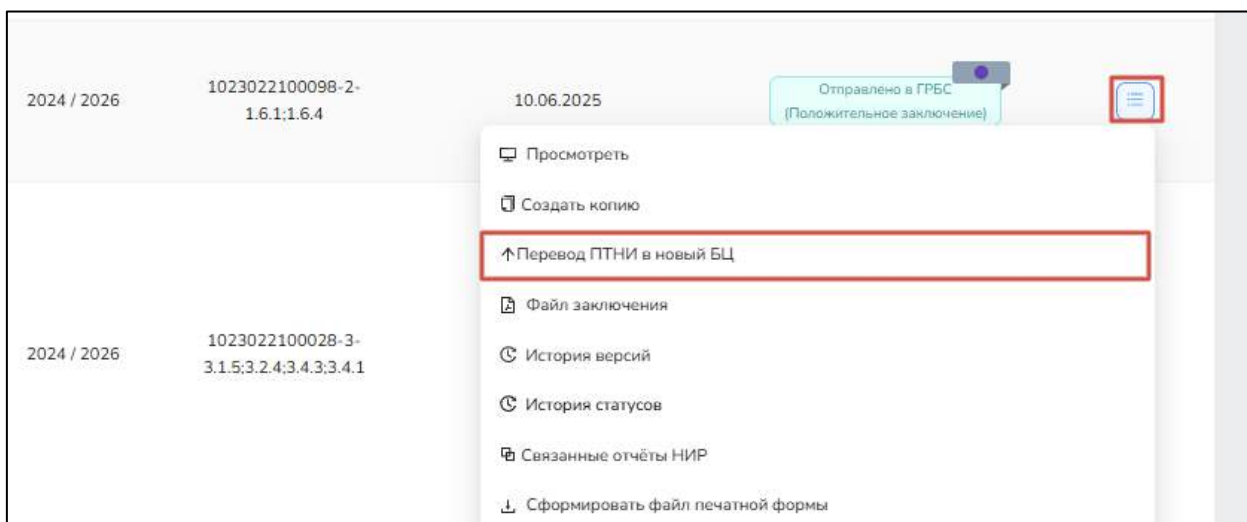 2024 / 2026
1023022100098-2-
1.6.1;1.6.4
10.06.2025
Отправлено в ГРБС
(Положительное заключение)
Просмотреть
Создать копию
Перевод ПТНИ в новый БЦ
Файл заключения
2024 / 2026
1023022100028-3-
3.1.5;3.2.4;3.4.3;3.4.1
История версий
История статусов
Связанные отчёты НИР
Сформировать файл печатной формы